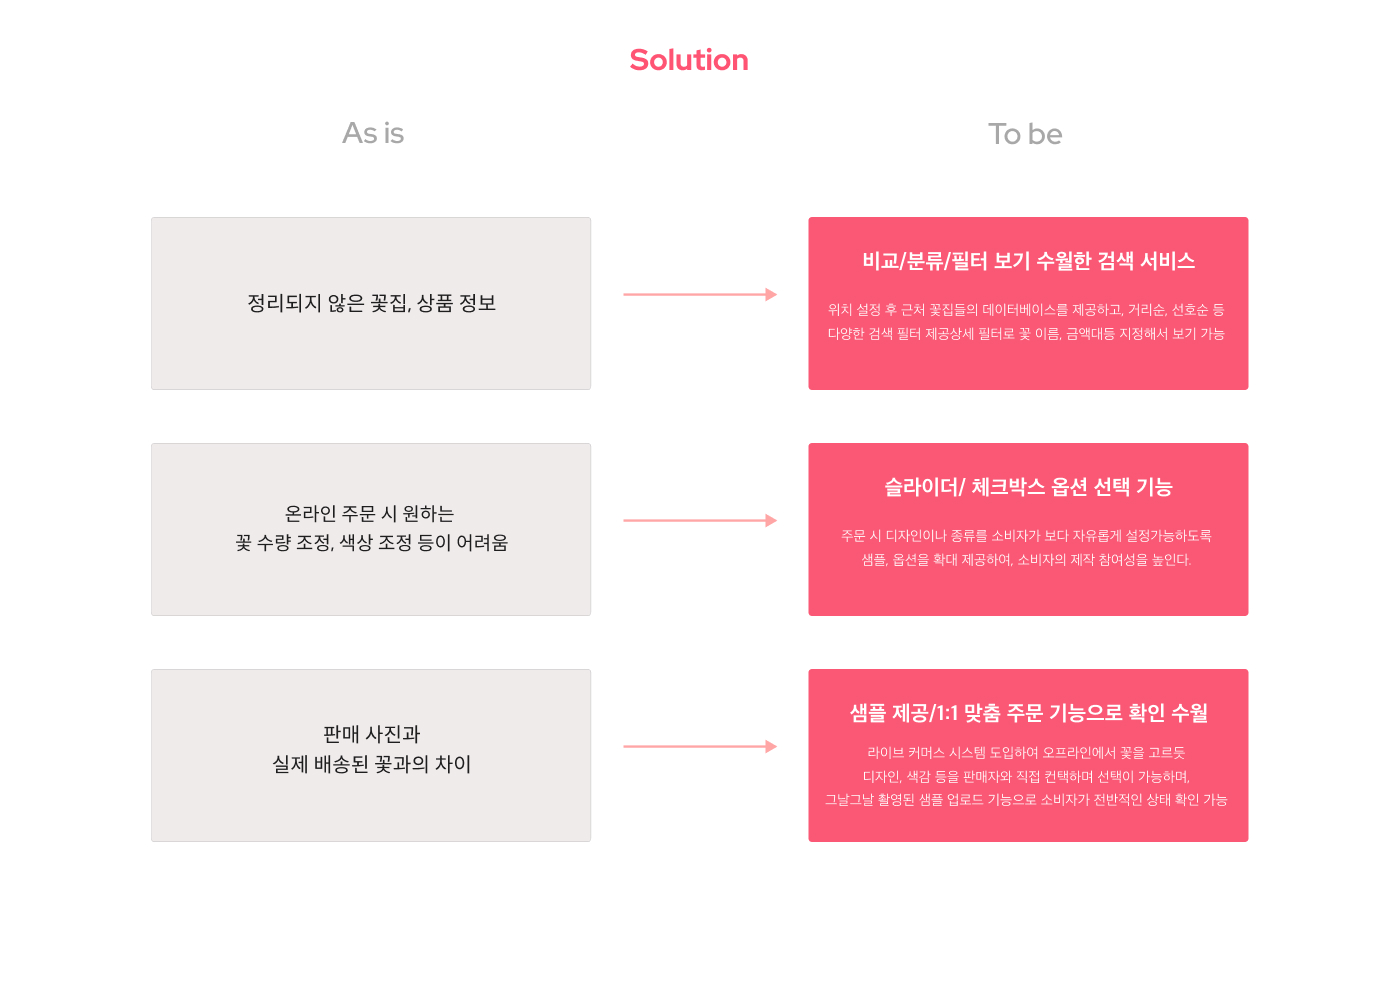 Solution
As is
To be
정리되지 않은 꽃집, 상품 정보
비교/분류/필터 보기 수월한 검색 서비스
위치 설정 후 근처 꽃집들의 데이터베이스를 제공하고, 거리순, 선호순 등
다양한 검색 필터 제공상세 필터로 꽃 이름, 금액대등 지정해서 보기 가능
온라인 주문 시 원하는
꽃 수량 조정, 색상 조정 등이 어려움
슬라이더/ 체크박스 옵션 선택 기능
주문 시 디자인이나 종류를 소비자가 보다 자유롭게 설정가능하도록
샘플, 옵션을 확대 제공하여, 소비자의 제작 참여성을 높인다.
판매 사진과
실제 배송된 꽃과의 차이
샘플 제공/1:1 맞춤 주문 기능으로 확인 수월
라이브 커머스 시스템 도입하여 오프라인에서 꽃을 고르듯
디자인, 색감 등을 판매자와 직접 컨택하며 선택이 가능하며,
그날그날 촬영된 샘플 업로드 기능으로 소비자가 전반적인 상태 확인 가능